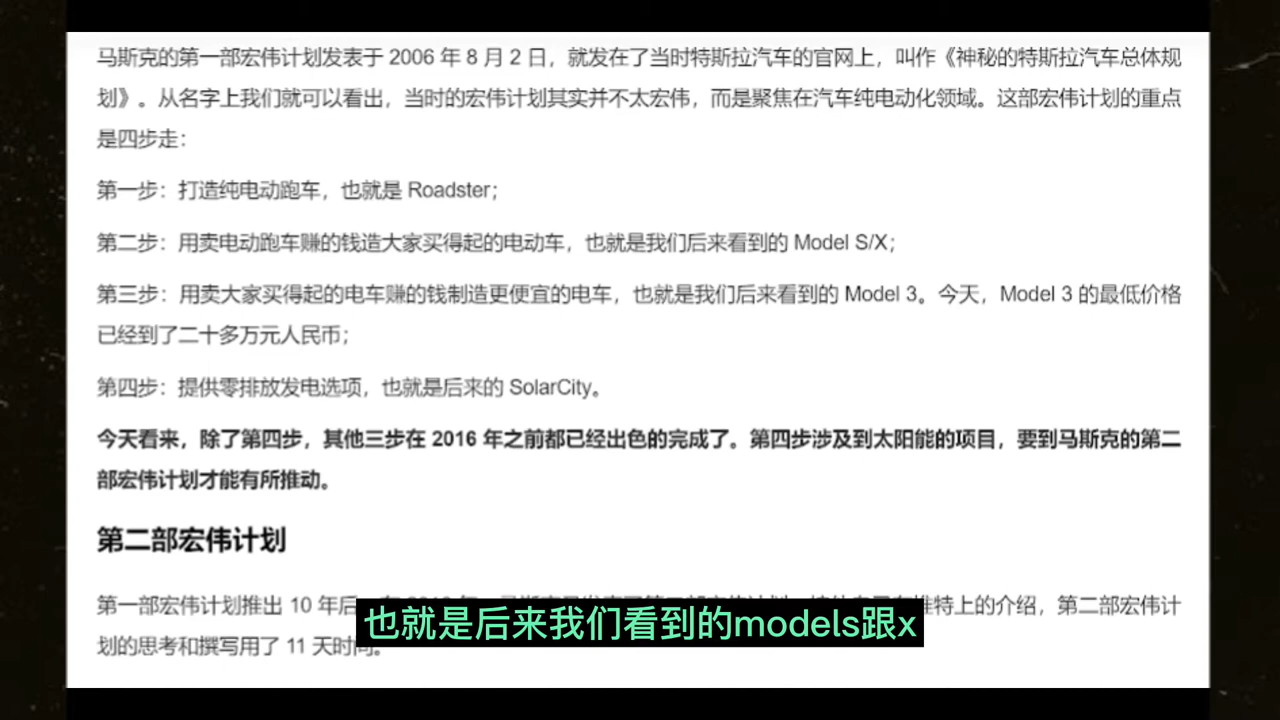 马斯克的第一部宏伟计划发表于 2006 年 8 月 2 日，就发在了当时特斯拉汽车的官网上，叫作《神秘的特斯拉汽车总体规
划》。从名字上我们就可以看出，当时的宏伟计划其实并不太宏伟，而是聚焦在汽车纯电动化领域。这部宏伟计划的重点
是四步走：
第一步：打造纯电动跑车，也就是 Roadster；
第二步：用卖电动跑车赚的钱造大家买得起的电动车，也就是我们后来看到的 Model S/X；
第三步：用卖大家买得起的电车赚的钱制造更便宜的电车，也就是我们后来看到的 Model 3。今天，Model 3 的最低价格
已经到了二十多万元人民币；
第四步：提供零排放发电选项，也就是后来的 SolarCity。
今天看来，除了第四步，其他三步在 2016 年之前都已经出色的完成了。第四步涉及到太阳能的项目，要到马斯克的第二
部宏伟计划才能有所推动。
第二部宏伟计划
第一部宏伟计划推出 10 年后 推特上的介绍，第二部宏伟计
划的思考和撰写用了 11 天时间。
也就是后来我们看到的models跟x